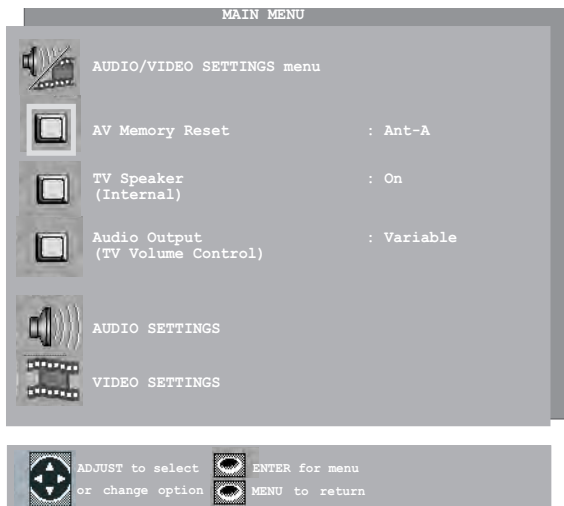 MAIN MENU
AUDIO/VIDEO SETTINGS menu
AV Memory Reset : Ant-A
TV Speaker : On
(Internal)
Audio Output : Variable
(TV Volume Control)
AUDIO SETTINGS
VIDEO SETTINGS
ADJUST to select ENTER for menu
or change option MENU to return